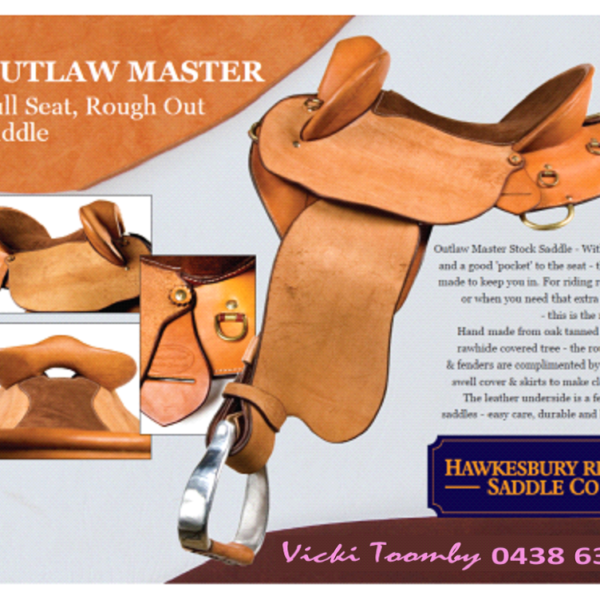 UTLAW MASTER
ull Seat, Rough Out
addle
Outlaw Master Stock Saddle - Wit
and a good 'pocket' to the seat - t
made to keep you in. For riding r
or when you need that extra
- this is the
Hand made from oak tanned
rawhide covered tree - the rou
& fenders are complimented by
swell cover & skirts to make cl
The leather underside is a fe
saddles - easy care, durable and
HAWKESBURY RI
— SADDLE CO
Vicki Toomby 0438 63